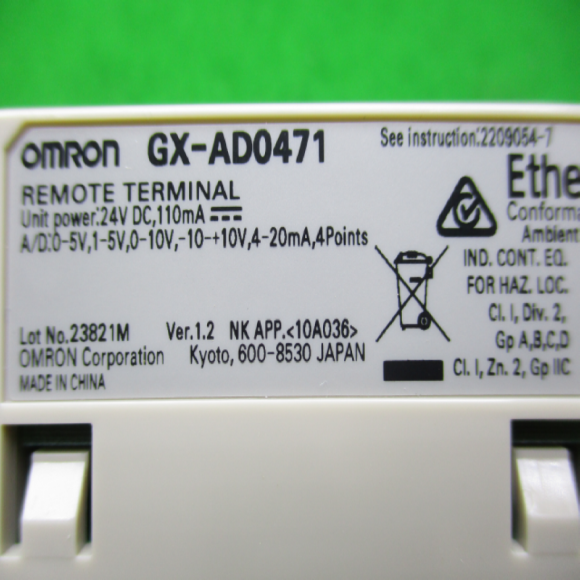 OMRON GX-AD0471 See instruction:2209054-7
REMOTE TERMINAL
Unit power:24V DC,110mA
A/D:0-5V,1-5V,0-10V,-10-+10V,4-20mA,4Points
Ethe
Conforma
Ambient
IND. CONT. EQ.
FOR HAZ. LOC.
Cl. I, Div. 2,
Gp A,B,C,D
Cl. I, Zn. 2, Gp IIC
Lot No.23821M Ver.1.2 NK APP.<10A036>
OMRON Corporation Kyoto, 600-8530 JAPAN
MADE IN CHINA